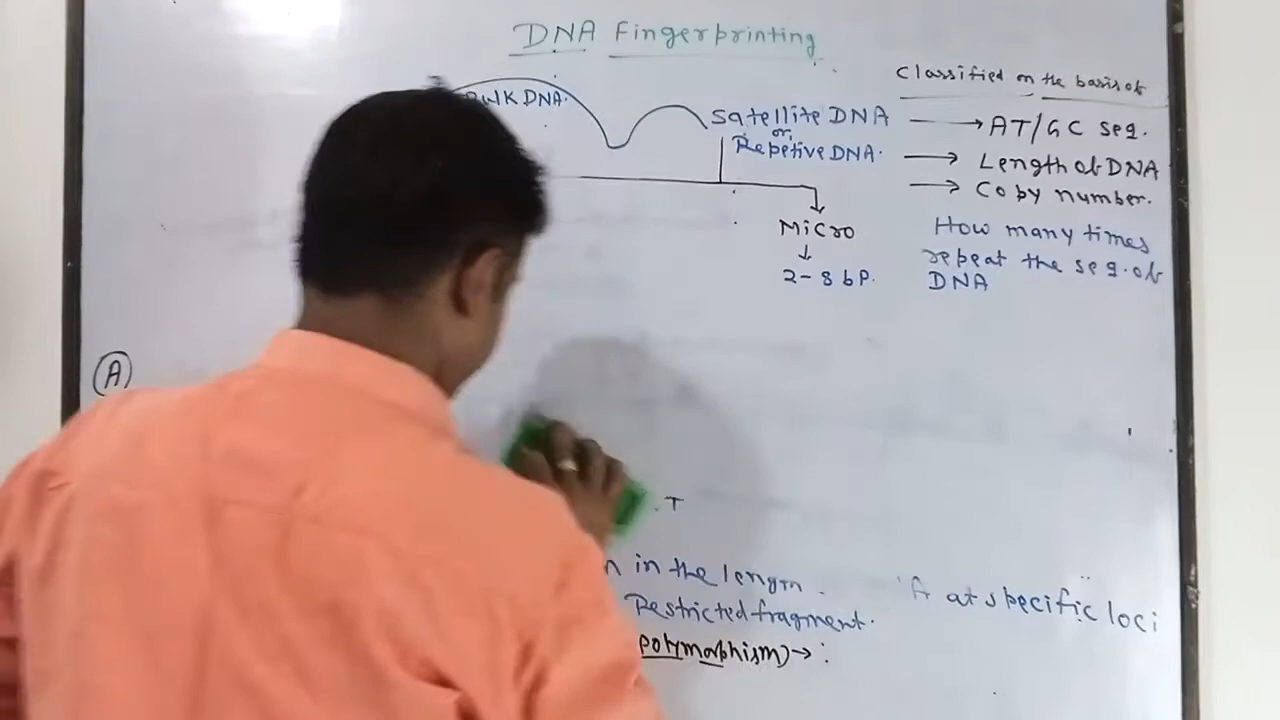 DNA Fingerprinting
Classified on the basis of
BulK DNA.
Satellite DNA
or
Repetive DNA.
→ AT/GC seq.
→ Length of DNA
→ Copy number.
How many times
repeat the seq. of
DNA
Micro
2-8 bP.
A
. T
in the length .
at specific loci
Restricted fragment.
polymorphism) → :